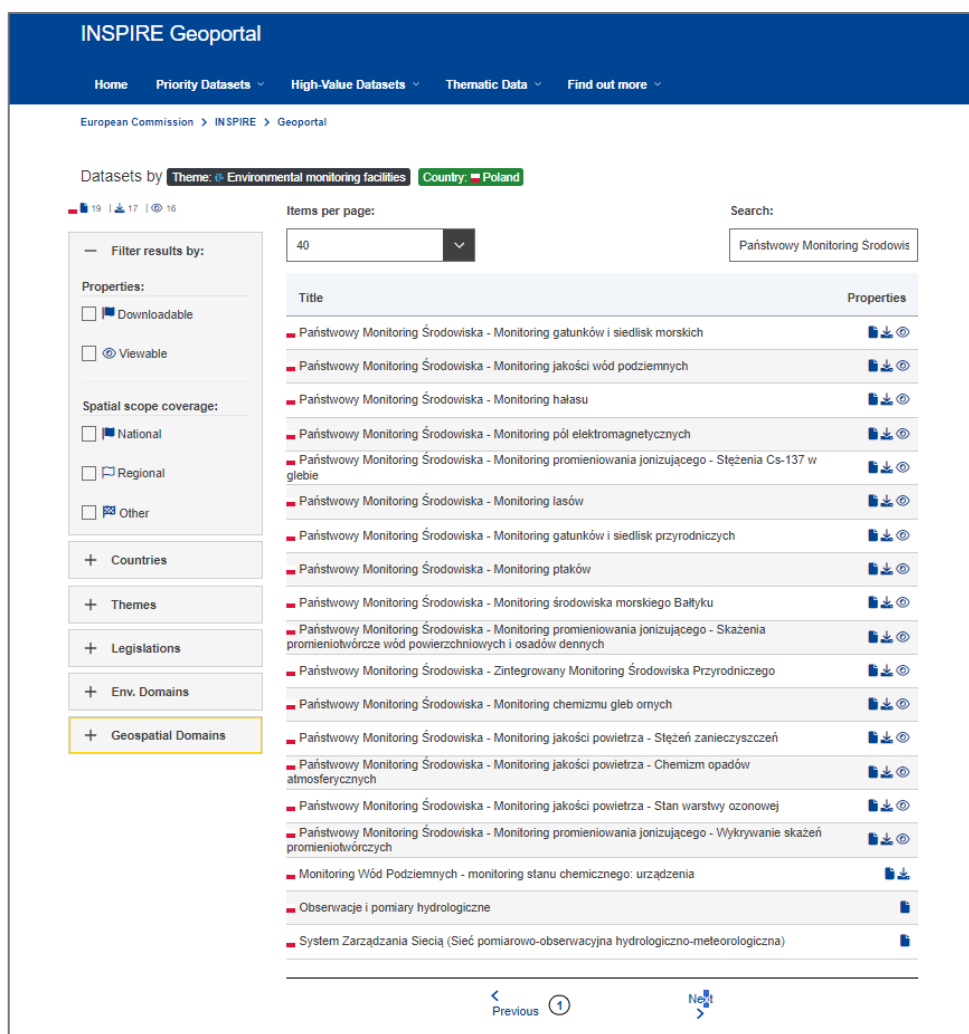 INSPIRE Geoportal
Home Priority Datasets High-Value Datasets Thematic Data Find out more
European Commission > INSPIRE > Geoportal
Datasets by Theme: Environmental monitoring facilities Country: Poland
19 | 17 | 16
Items per page:
Search:
40
Państwowy Monitoring Środowis
Filter results by:
Properties:
Downloadable
Viewable
Spatial scope coverage:
National
Regional
Other
Countries
Themes
Legislations
Env. Domains
Geospatial Domains
Title Properties
Państwowy Monitoring Środowiska - Monitoring gatunków i siedlisk morskich
Państwowy Monitoring Środowiska - Monitoring jakości wód podziemnych
Państwowy Monitoring Środowiska - Monitoring hałasu
Państwowy Monitoring Środowiska - Monitoring pól elektromagnetycznych
Państwowy Monitoring Środowiska - Monitoring promieniowania jonizującego - Stężenia Cs-137 w
glebie
Państwowy Monitoring Środowiska - Monitoring lasów
Państwowy Monitoring Środowiska - Monitoring gatunków i siedlisk przyrodniczych
Państwowy Monitoring Środowiska - Monitoring ptaków
Państwowy Monitoring Środowiska - Monitoring środowiska morskiego Bałtyku
Państwowy Monitoring Środowiska - Monitoring promieniowania jonizującego - Skażenia
promieniotwórcze wód powierzchniowych i osadów dennych
Państwowy Monitoring Środowiska - Zintegrowany Monitoring Środowiska Przyrodniczego
Państwowy Monitoring Środowiska - Monitoring chemizmu gleb ornych
Państwowy Monitoring Środowiska - Monitoring jakości powietrza - Stężeń zanieczyszczeń
Państwowy Monitoring Środowiska - Monitoring jakości powietrza - Chemizm opadów
atmosferycznych
Państwowy Monitoring Środowiska - Monitoring jakości powietrza - Stan warstwy ozonowej
Państwowy Monitoring Środowiska - Monitoring promieniowania jonizującego - Wykrywanie skażeń
promieniotwórczych
Monitoring Wód Podziemnych - monitoring stanu chemicznego: urządzenia
Obserwacje i pomiary hydrologiczne
System Zarządzania Siecią (Sieć pomiarowo-obserwacyjna hydrologiczno-meteorologiczna)
Previous 1 Next